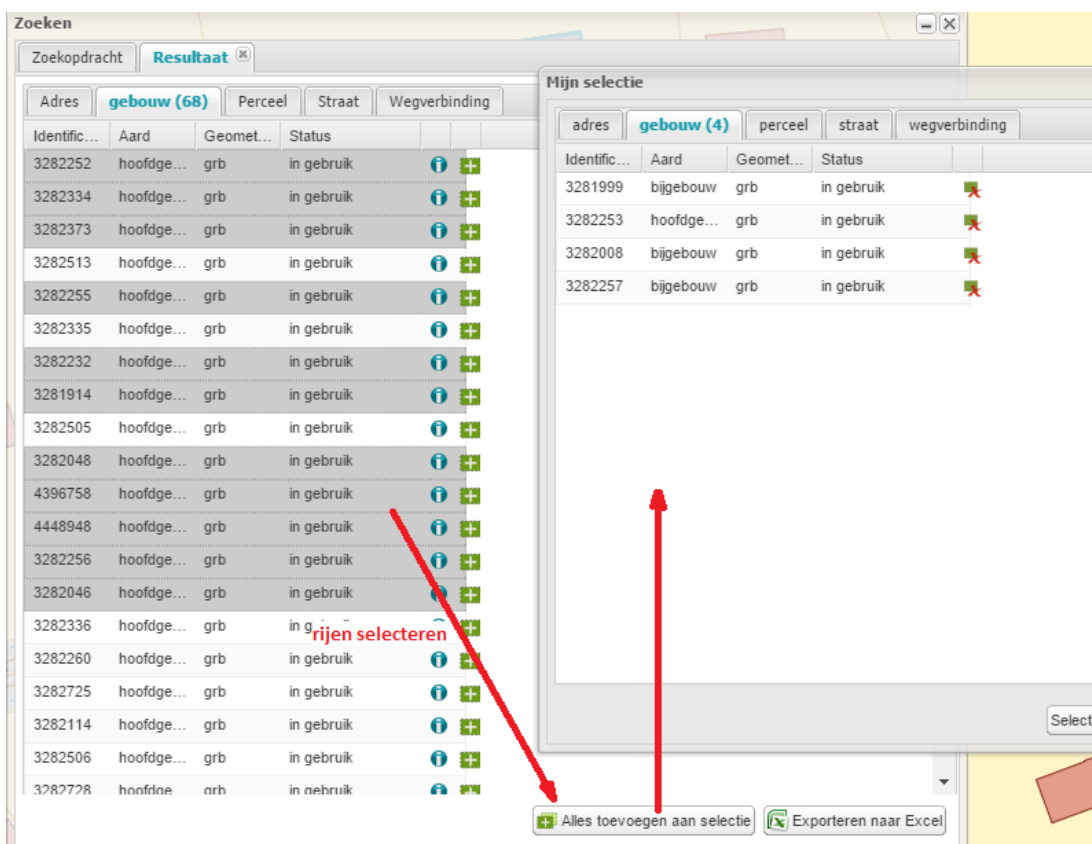 Zoeken
Zoekopdracht Resultaat
Adres gebouw (68) Perceel Straat Wegverbinding
Identific... Aard Geomet... Status
3282252 hoofdge... grb in gebruik
3282334 hoofdge... grb in gebruik
3282373 hoofdge... grb in gebruik
3282513 hoofdge... grb in gebruik
3282255 hoofdge... grb in gebruik
3282335 hoofdge... grb in gebruik
3282232 hoofdge... grb in gebruik
3281914 hoofdge... grb in gebruik
3282505 hoofdge... grb in gebruik
3282048 hoofdge... grb in gebruik
4396758 hoofdge... grb in gebruik
4448948 hoofdge... grb in gebruik
3282256 hoofdge... grb in gebruik
3282046 hoofdge... grb in gebruik
3282336 hoofdge... grb in g
rijen selecteren
3282260 hoofdge... grb in gebruik
3282725 hoofdge... grb in gebruik
3282114 hoofdge... grb in gebruik
3282506 hoofdge... grb in gebruik
3282728 hoofdge grb in gebruik
Alles toevoegen aan selectie Exporteren naar Excel
Mijn selectie
adres gebouw (4) perceel straat wegverbinding
Identific... Aard Geomet... Status
3281999 bijgebouw grb in gebruik
3282253 hoofdge... grb in gebruik
3282008 bijgebouw grb in gebruik
3282257 bijgebouw grb in gebruik
Select